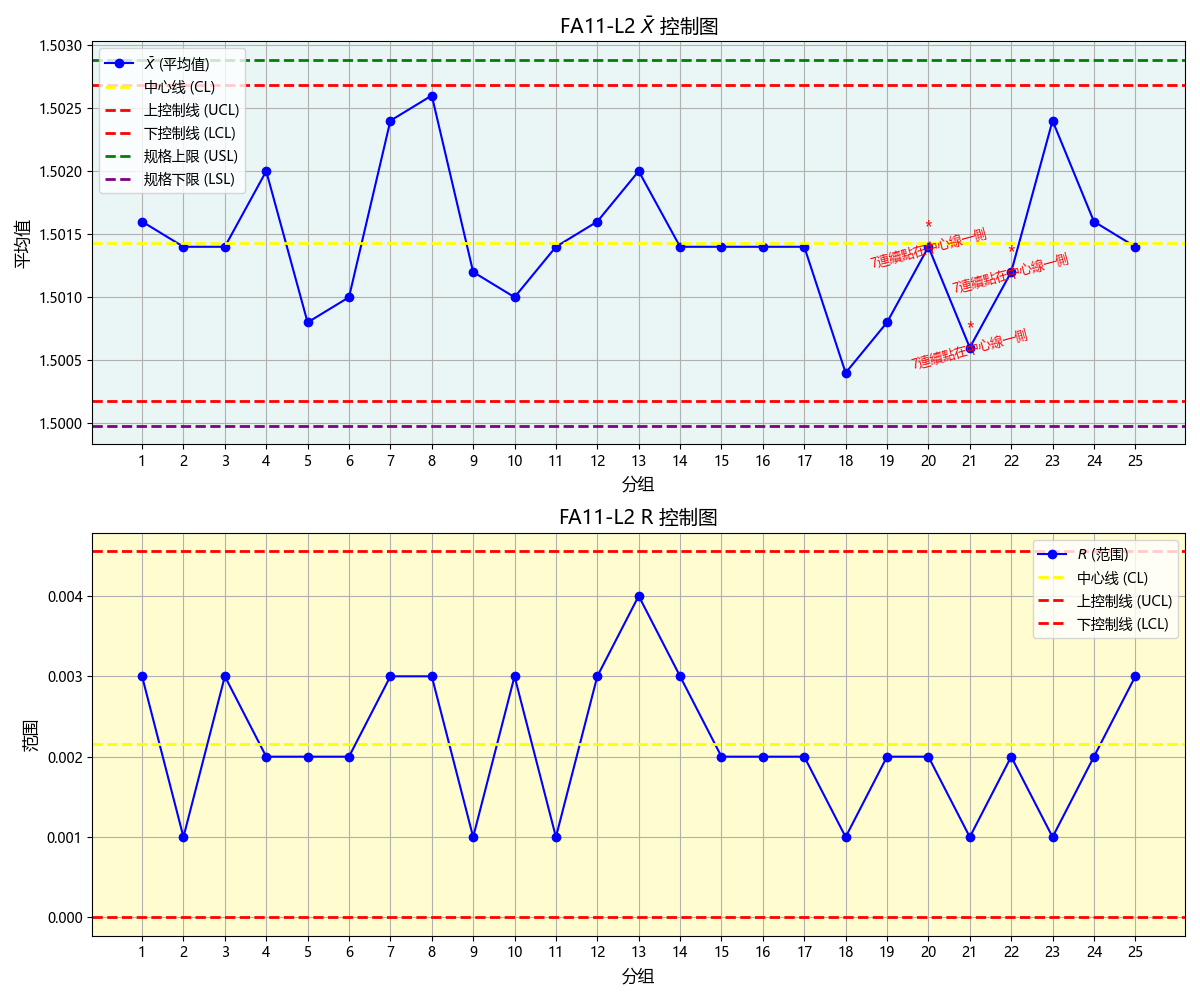 FA11-L2 X̄ 控制图
1.5030
1.5025
1.5020
1.5015
1.5010
1.5005
1.5000
平均值
X̄ (平均值)
中心线 (CL)
上控制线 (UCL)
下控制线 (LCL)
规格上限 (USL)
规格下限 (LSL)
*
7連續點在中心線一側
*
7連續點在中心線一側
*
7連續點在中心線一側
1 2 3 4 5 6 7 8 9 10 11 12 13 14 15 16 17 18 19 20 21 22 23 24 25
分组
FA11-L2 R 控制图
0.004
0.003
0.002
0.001
0.000
范围
R (范围)
中心线 (CL)
上控制线 (UCL)
下控制线 (LCL)
1 2 3 4 5 6 7 8 9 10 11 12 13 14 15 16 17 18 19 20 21 22 23 24 25
分组